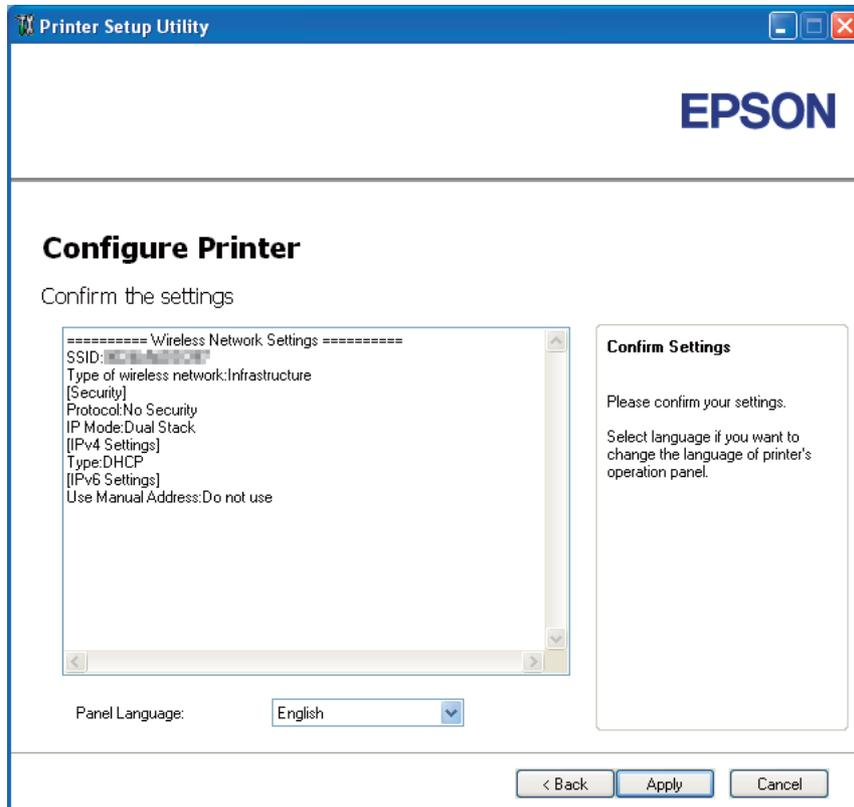 Printer Setup Utility
EPSON
Configure Printer
Confirm the settings
========== Wireless Network Settings ==========
SSID:
Type of wireless network:Infrastructure
[Security]
Protocol:No Security
IP Mode:Dual Stack
[IPv4 Settings]
Type:DHCP
[IPv6 Settings]
Use Manual Address:Do not use
Confirm Settings
Please confirm your settings.
Select language if you want to
change the language of printer's
operation panel.
Panel Language:
English
< Back
Apply
Cancel